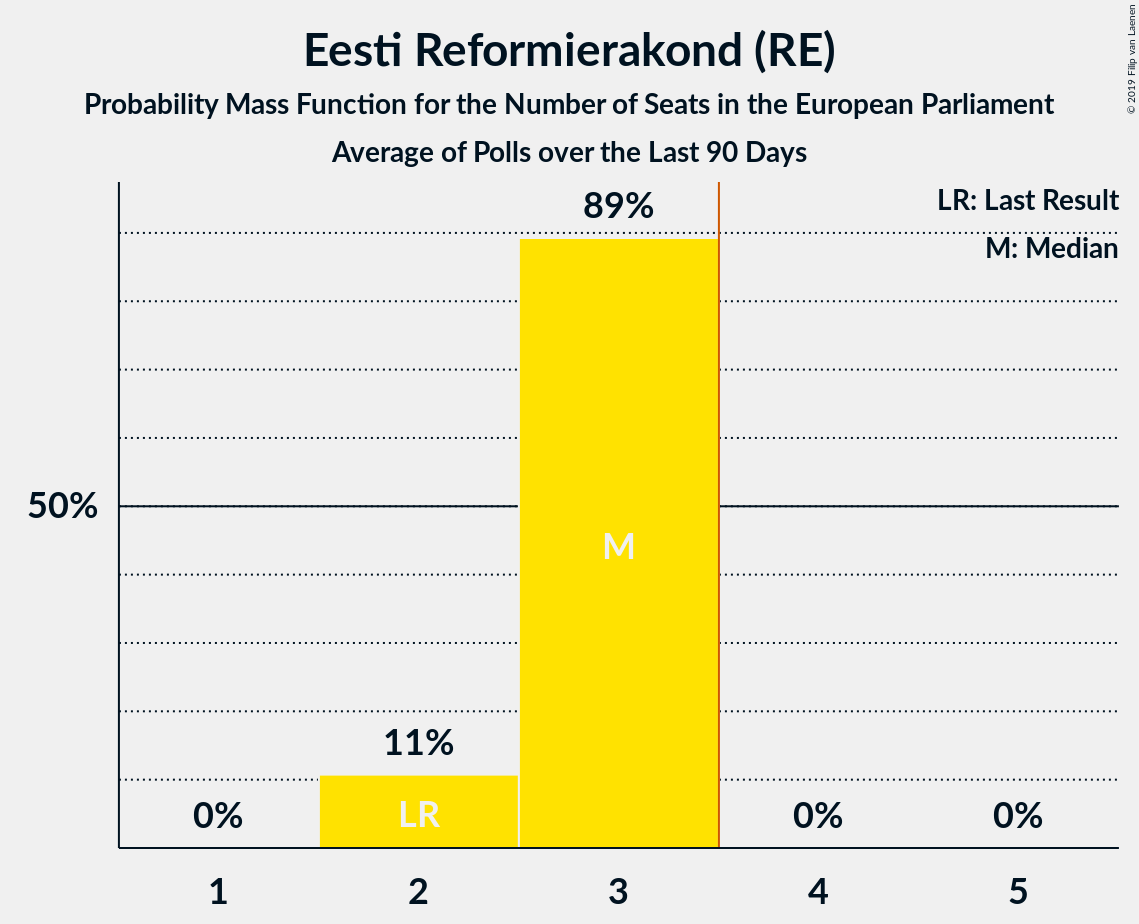 Eesti Reformierakond (RE)
Probability Mass Function for the Number of Seats in the European Parliament
Average of Polls over the Last 90 Days
© 2019 Filip van Laenen
LR: Last Result
M: Median
89%
50%
M
11%
0%
LR
0%
0%
1
2
3
4
5